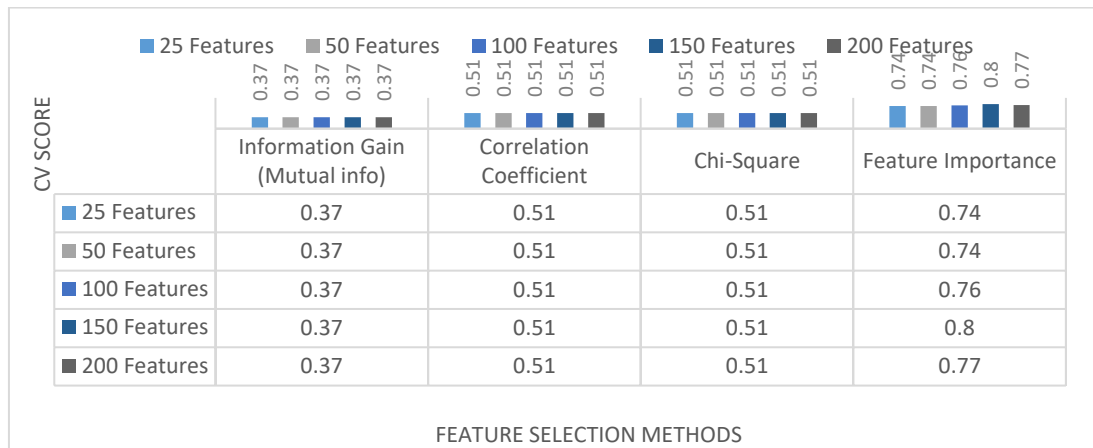 25 Features 50 Features 100 Features 150 Features 200 Features
0.37 0.37 0.37 0.37 0.37 0.51 0.51 0.51 0.51 0.51 0.51 0.51 0.51 0.51 0.51 0.74 0.74 0.76 0.8 0.77
CV SCORE
Information Gain Correlation Chi-Square Feature Importance
(Mutual info) Coefficient
25 Features 0.37 0.51 0.51 0.74
50 Features 0.37 0.51 0.51 0.74
100 Features 0.37 0.51 0.51 0.76
150 Features 0.37 0.51 0.51 0.8
200 Features 0.37 0.51 0.51 0.77
FEATURE SELECTION METHODS